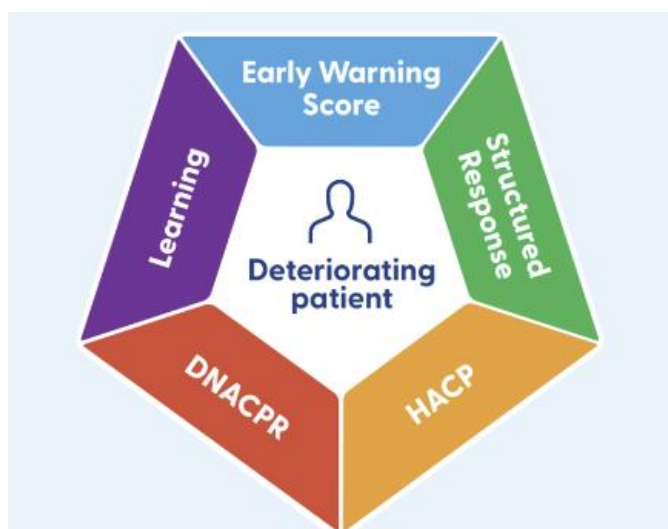 Early Warning
Score
Structured
Response
HACP
DNACPR
Learning
Deteriorating
patient